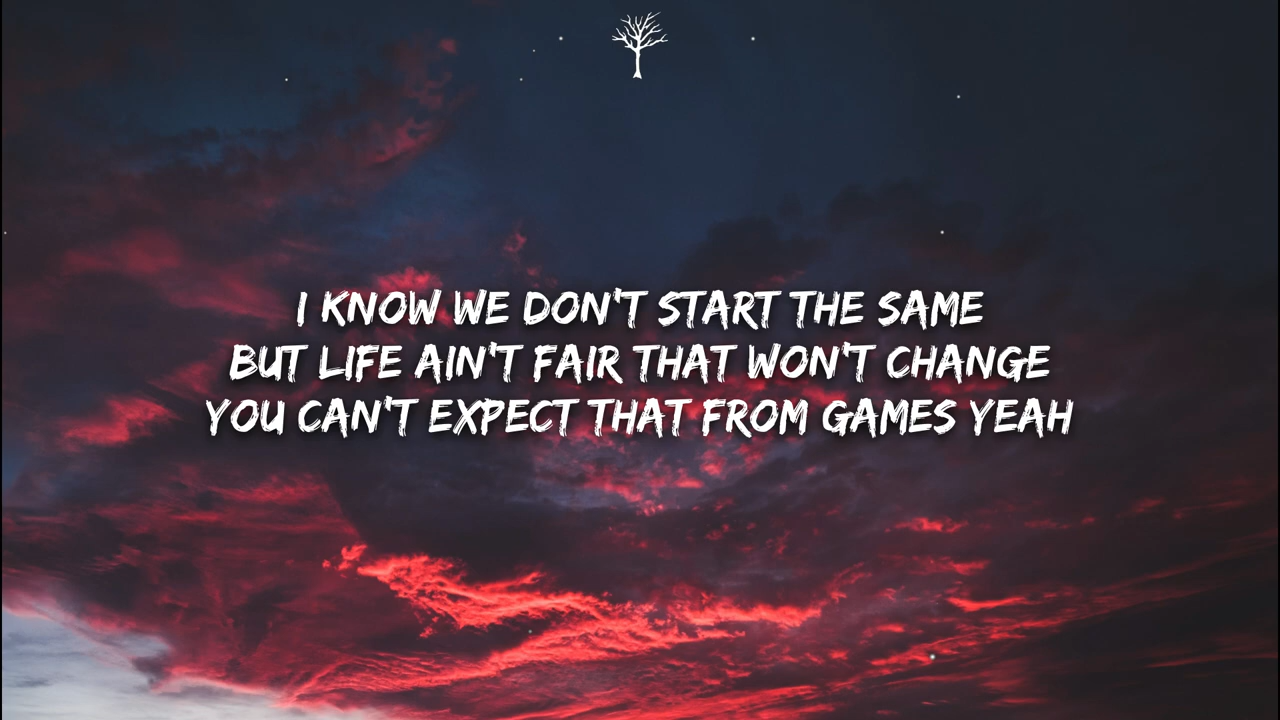 I KNOW WE DON'T START THE SAME
BUT LIFE AIN'T FAIR THAT WON'T CHANGE
YOU CAN'T EXPECT THAT FROM GAMES YEAH